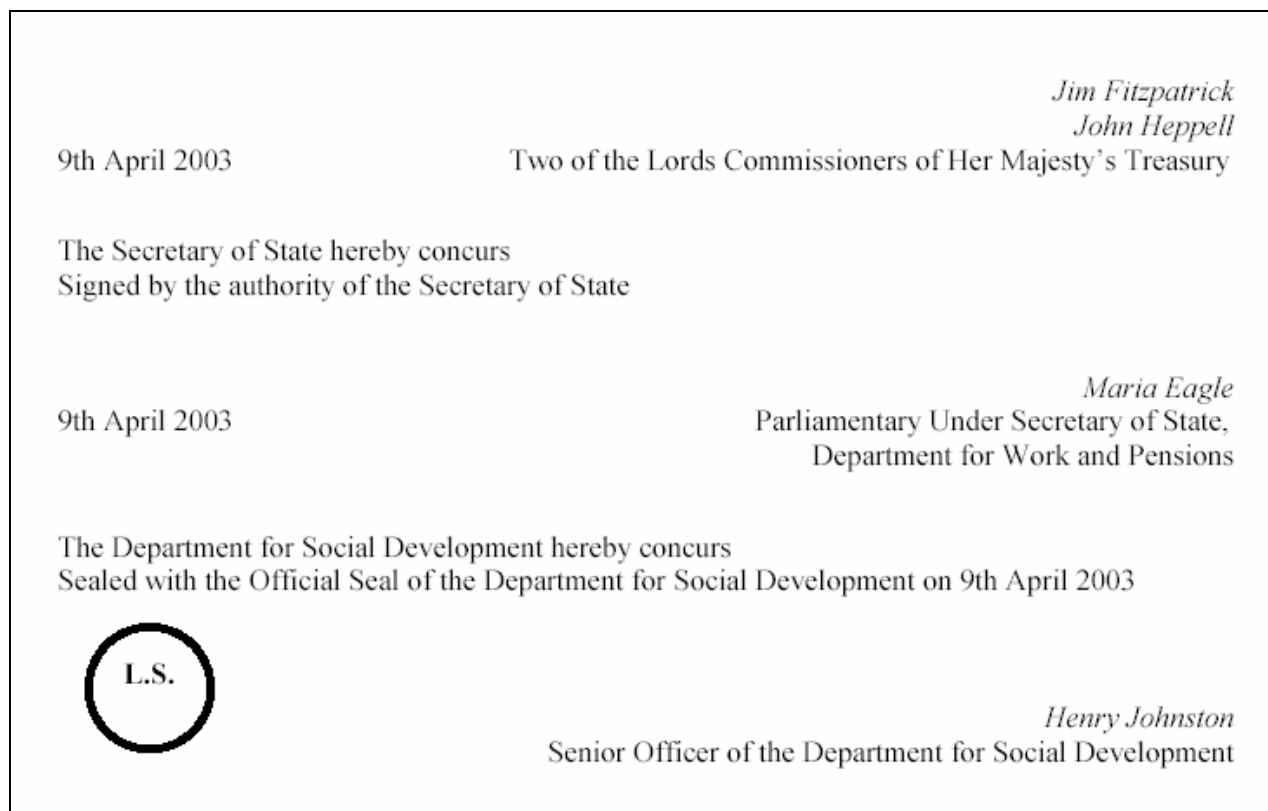 Jim Fitzpatrick
John Heppell
9th April 2003 Two of the Lords Commissioners of Her Majesty's Treasury
The Secretary of State hereby concurs
Signed by the authority of the Secretary of State
Maria Eagle
9th April 2003 Parliamentary Under Secretary of State,
Department for Work and Pensions
The Department for Social Development hereby concurs
Sealed with the Official Seal of the Department for Social Development on 9th April 2003
L.S.
Henry Johnston
Senior Officer of the Department for Social Development